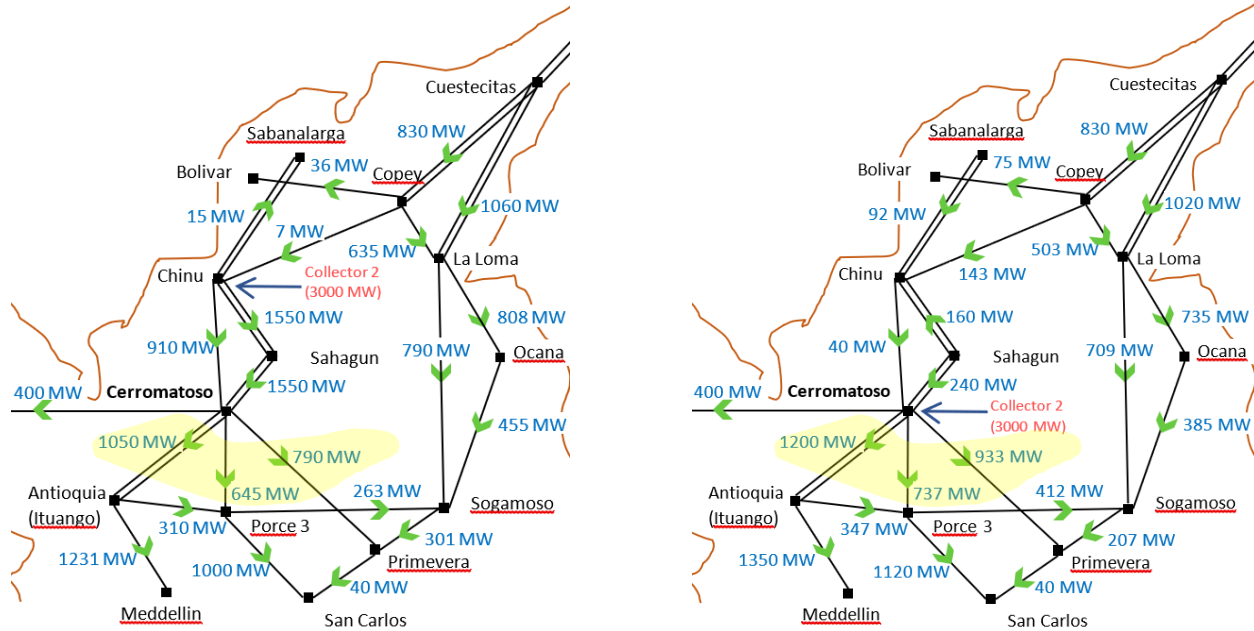 Cuestecitas
Sabanalarga
830 MW
36 MW
Bolivar
Copey
15 MW
7 MW
1060 MW
635 MW
La Loma
Chinu
Collector 2
(3000 MW)
1550 MW
808 MW
910 MW
Sahagun
790 MW
Ocana
1550 MW
Cerromatoso
400 MW
455 MW
1050 MW
790 MW
645 MW
263 MW
Antioquia
(Ituango)
Sogamoso
310 MW
Porce 3
301 MW
1231 MW
1000 MW
Primevera
40 MW
Meddellin
San Carlos
Cuestecitas
Sabanalarga
830 MW
75 MW
Bolivar
Copey
92 MW
1020 MW
503 MW
La Loma
Chinu
143 MW
160 MW
735 MW
40 MW
Sahagun
709 MW
Ocana
240 MW
Cerromatoso
400 MW
Collector 2
(3000 MW)
385 MW
1200 MW
933 MW
737 MW
412 MW
Antioquia
(Ituango)
Sogamoso
347 MW
Porce 3
207 MW
1350 MW
1120 MW
Primevera
40 MW
Meddellin
San Carlos